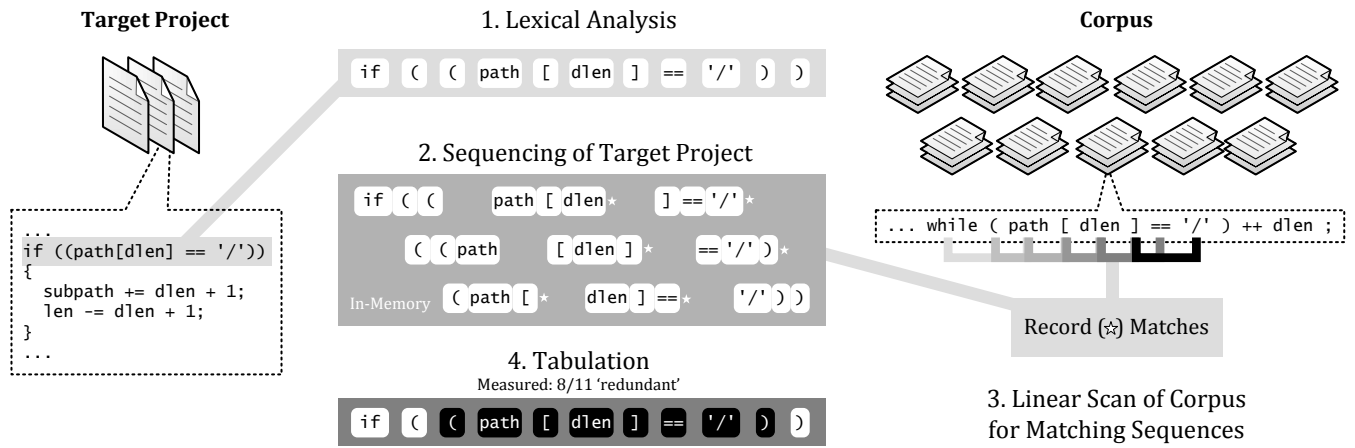 Target Project
...
if ((path[dlen] == '/'))
{
subpath += dlen + 1;
len -= dlen + 1;
}
...
1. Lexical Analysis
if ( ( path [ dlen ] == '/' ) )
2. Sequencing of Target Project
if ( ( path [ dlen ★ ] == '/' ★
( ( path [ dlen ] ★ == '/' ) ★
In-Memory ( path [ ★ dlen ] == ★ '/' ) )
4. Tabulation
Measured: 8/11 ‘redundant’
if ( ( path [ dlen ] == '/' ) )
Corpus
... while ( path [ dlen ] == '/' ) ++ dlen ;
Record (☆) Matches
3. Linear Scan of Corpus
for Matching Sequences